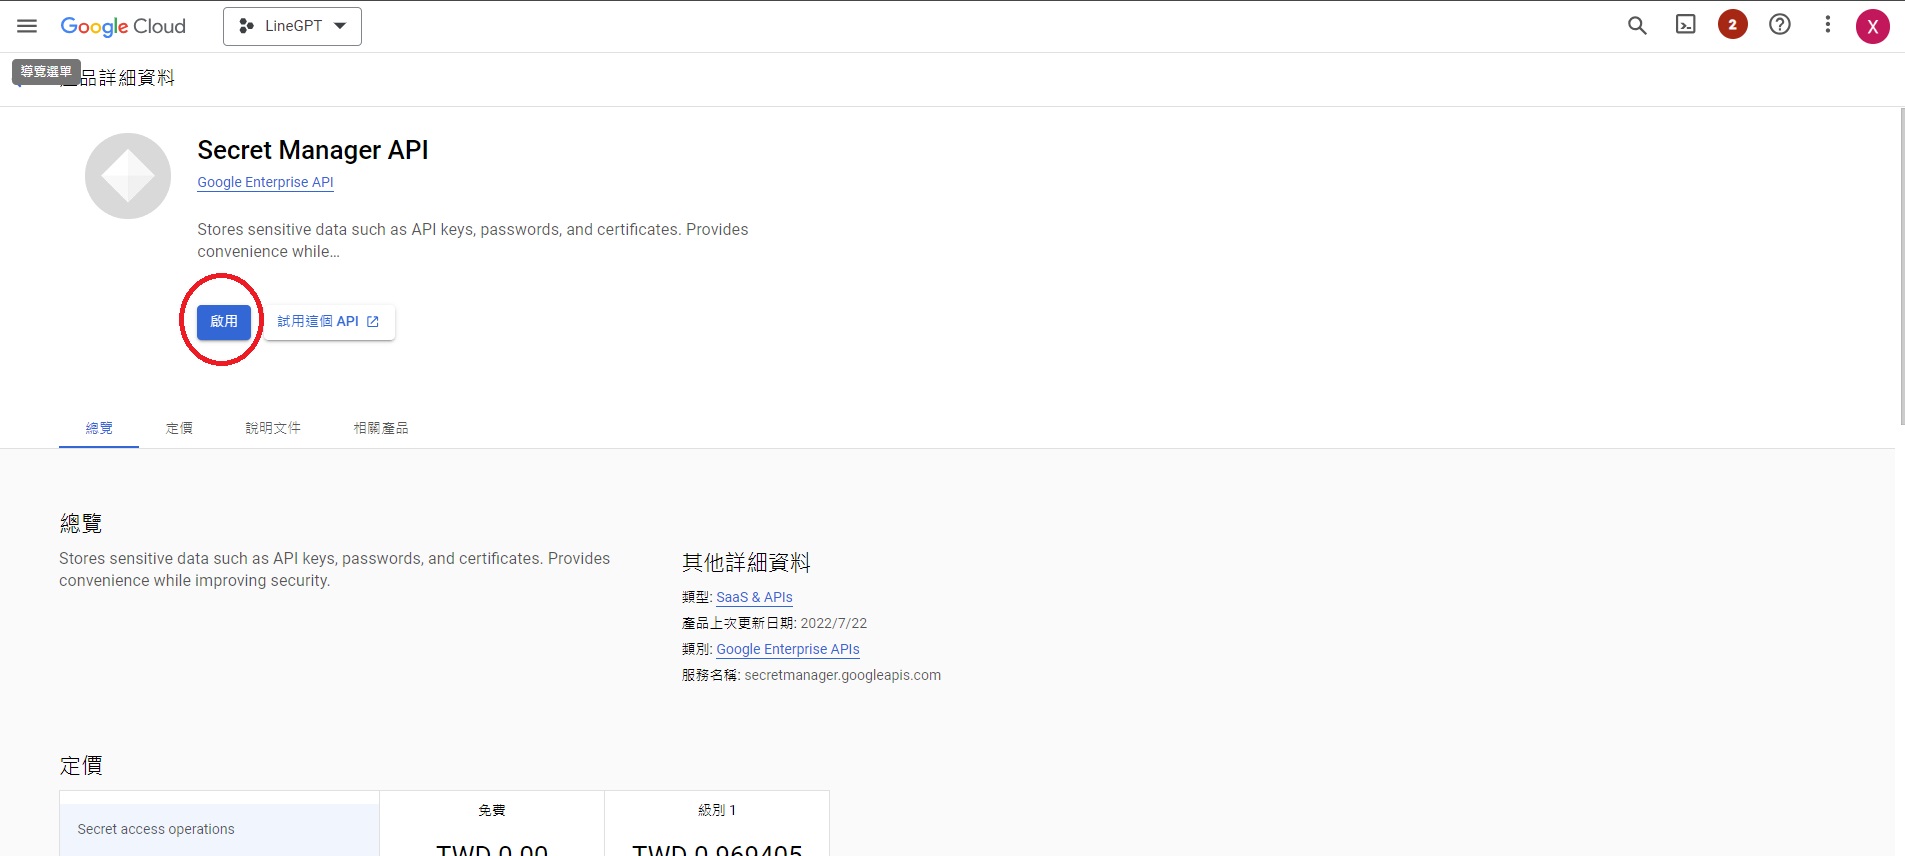 Google Cloud
LineGPT
2
X
導覽選單
品詳細資料
Secret Manager API
Google Enterprise API
Stores sensitive data such as API keys, passwords, and certificates. Provides
convenience while...
啟用
試用這個 API
總覽
定價
說明文件
相關產品
總覽
Stores sensitive data such as API keys, passwords, and certificates. Provides
convenience while improving security.
其他詳細資料
類型: SaaS & APIs
產品上次更新日期: 2022/7/22
類別: Google Enterprise APIs
服務名稱: secretmanager.googleapis.com
定價
免費
級別 1
Secret access operations
TWD 0.00
TWD 0.969405